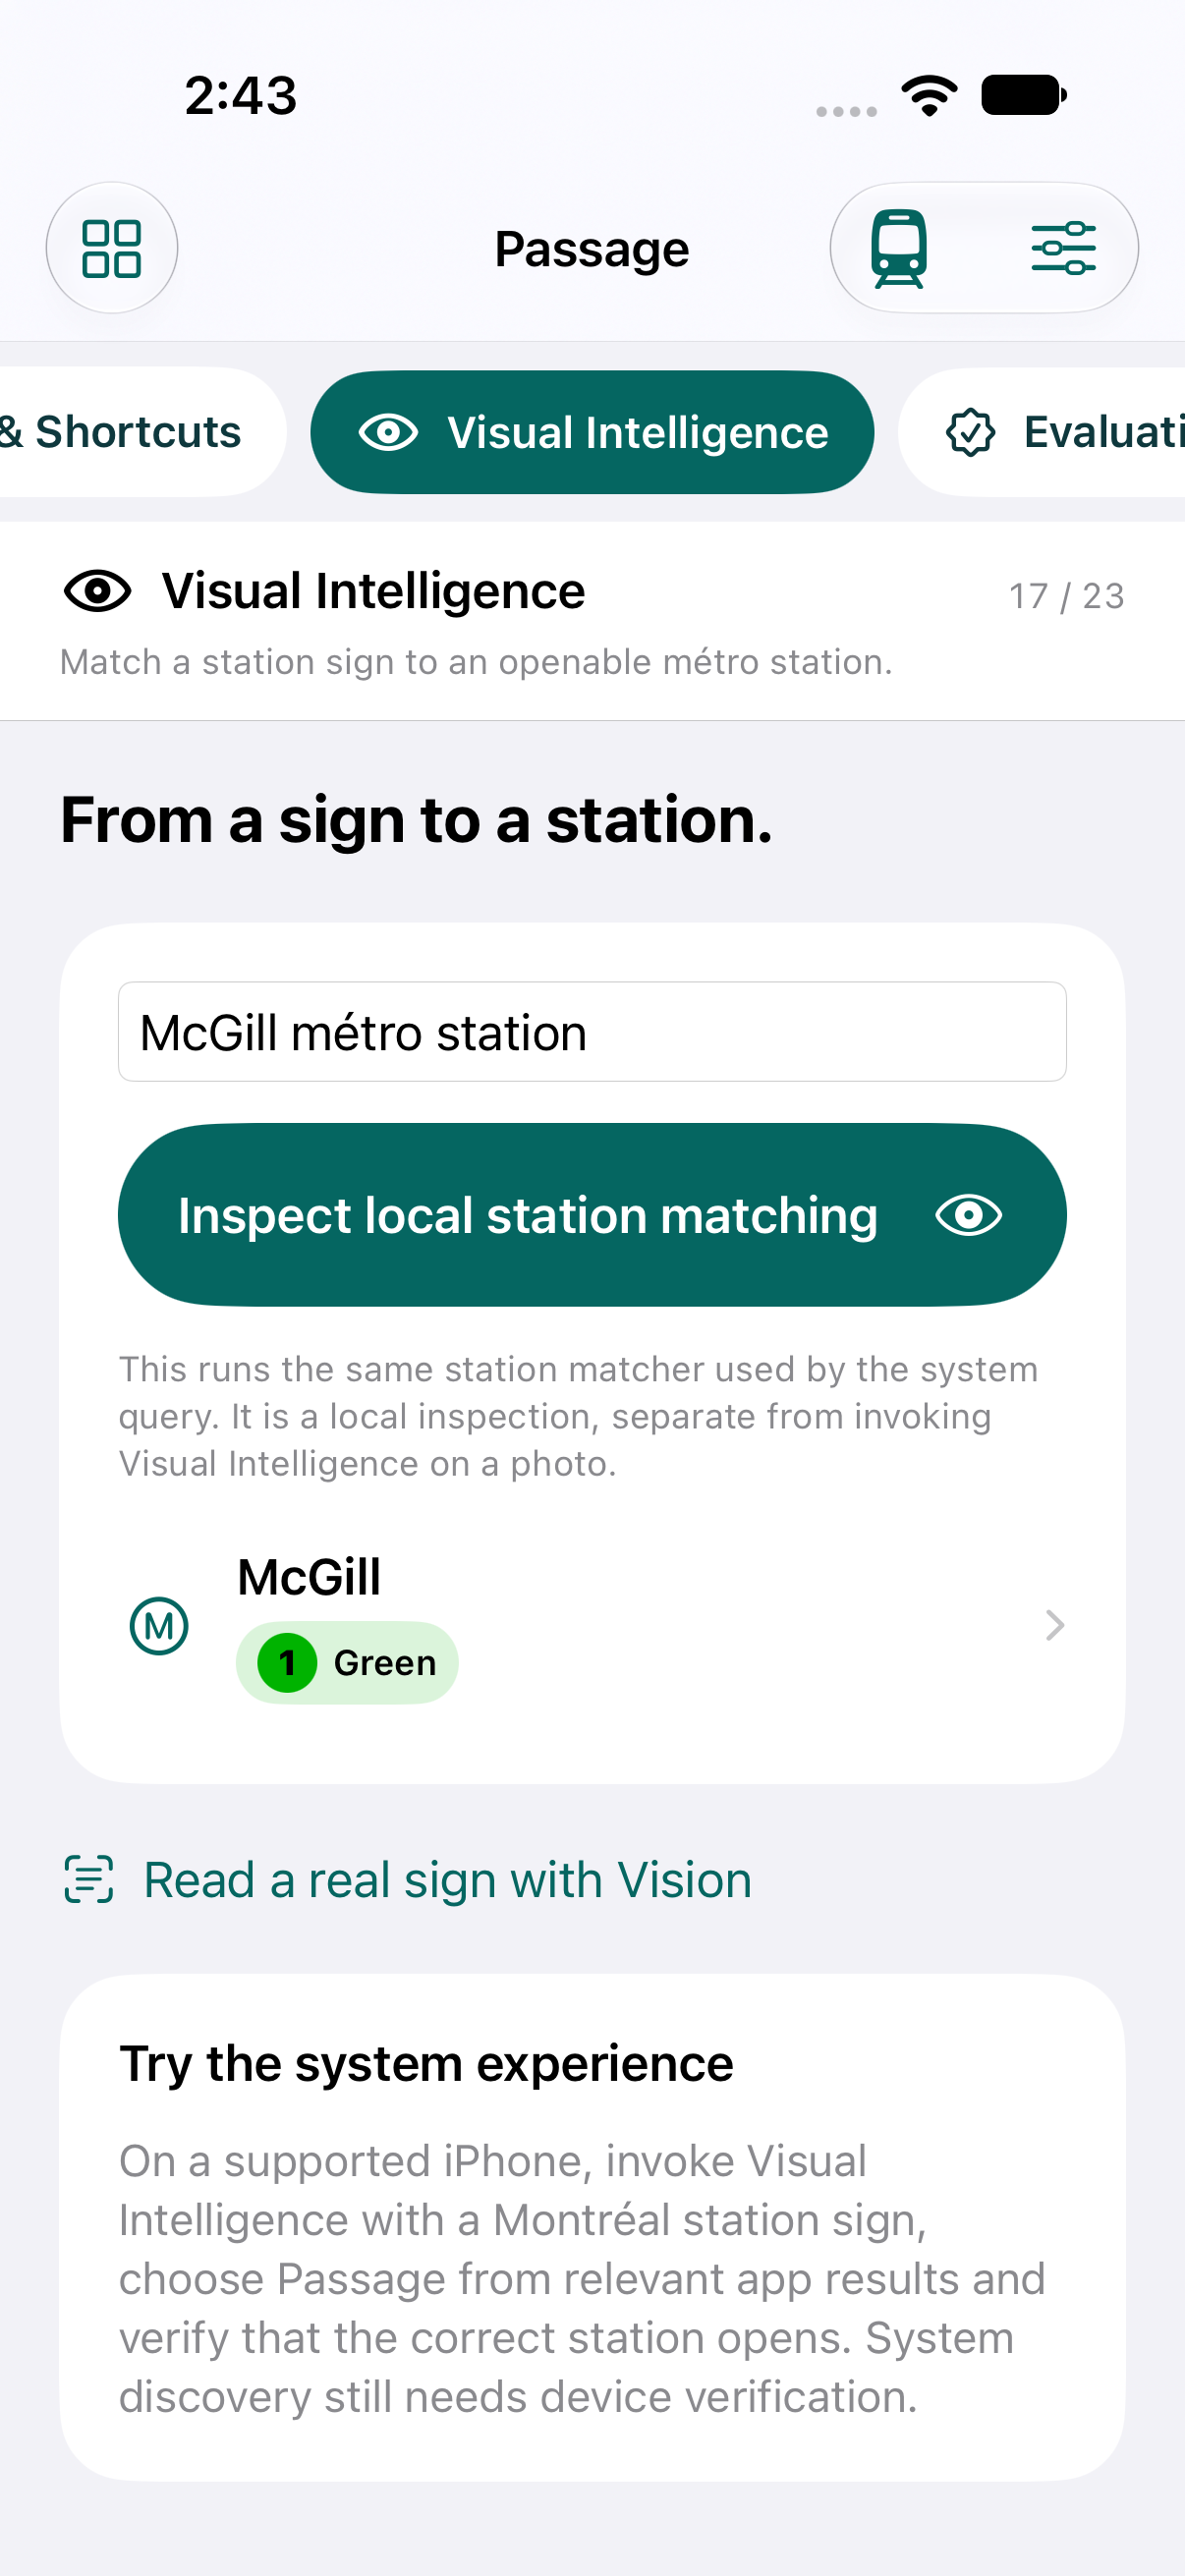 2:43
Passage
& Shortcuts
Visual Intelligence
Evaluati
Visual Intelligence
17 / 23
Match a station sign to an openable métro station.
From a sign to a station.
McGill métro station
Inspect local station matching
This runs the same station matcher used by the system
query. It is a local inspection, separate from invoking
Visual Intelligence on a photo.
McGill
M
1 Green
Read a real sign with Vision
Try the system experience
On a supported iPhone, invoke Visual
Intelligence with a Montréal station sign,
choose Passage from relevant app results and
verify that the correct station opens. System
discovery still needs device verification.